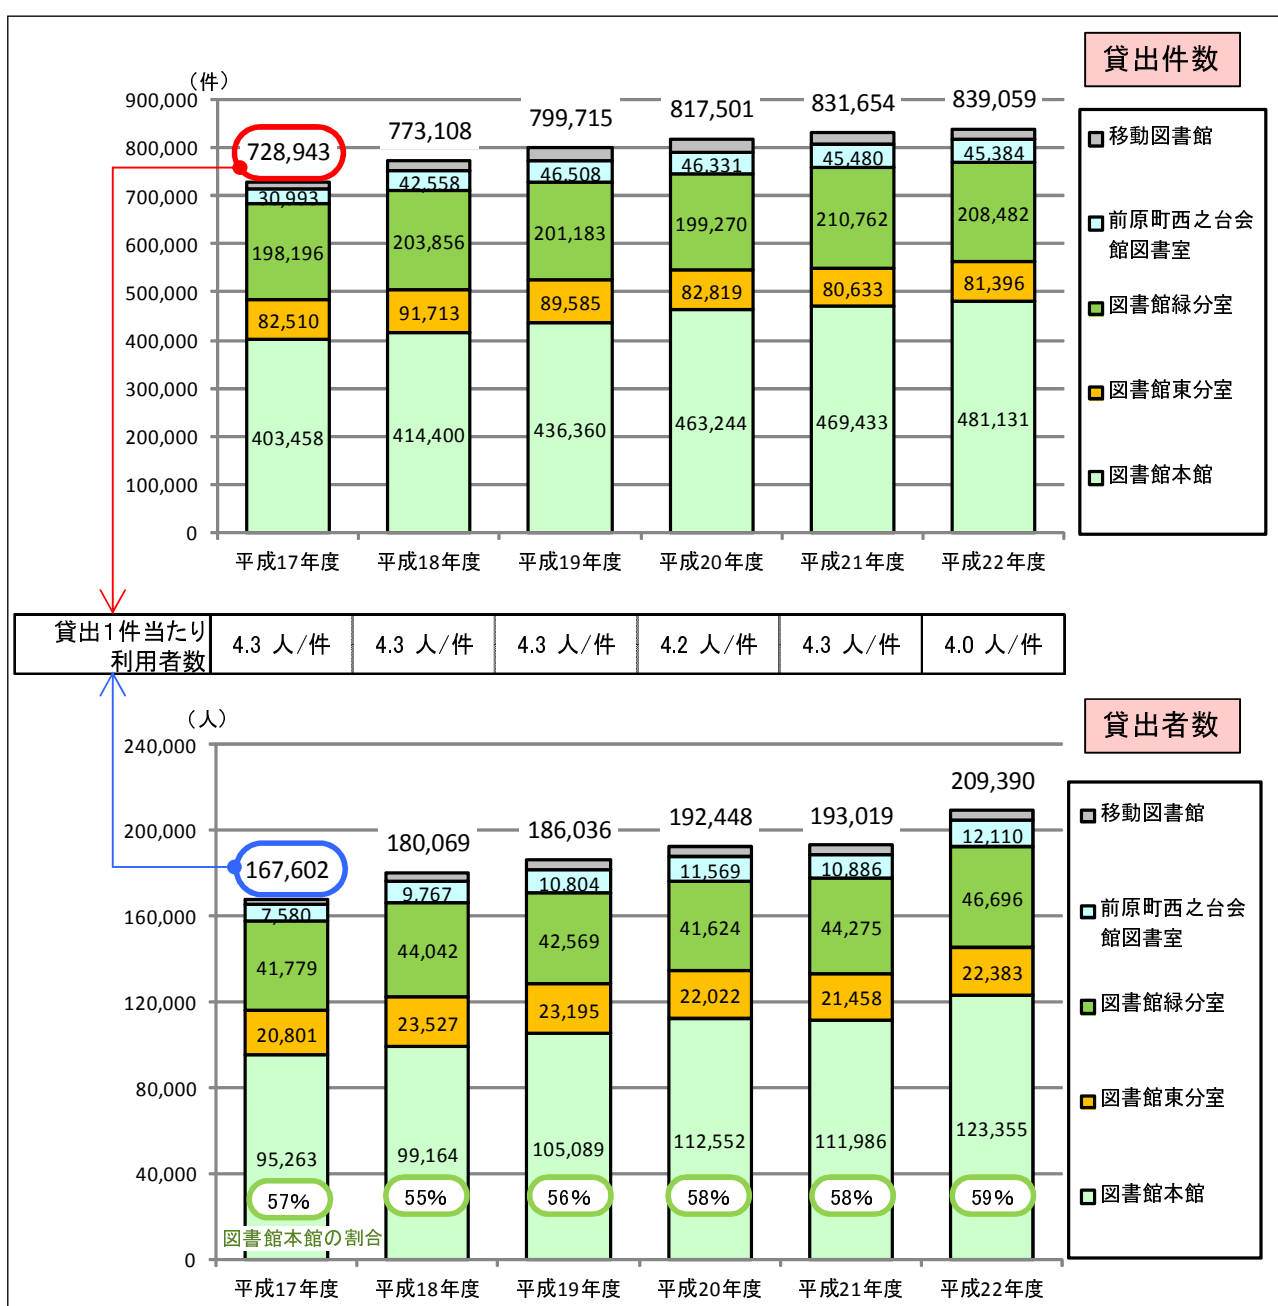 貸出件数
（件）
900,000
800,000
700,000
600,000
500,000
400,000
300,000
200,000
100,000
0
728,943
773,108
799,715
817,501
831,654
839,059
30,993
42,558
46,508
46,331
45,480
45,384
198,196
203,856
201,183
199,270
210,762
208,482
82,510
91,713
89,585
82,819
80,633
81,396
403,458
414,400
436,360
463,244
469,433
481,131
平成17年度
平成18年度
平成19年度
平成20年度
平成21年度
平成22年度
移動図書館
前原町西之台会
館図書室
図書館緑分室
図書館東分室
図書館本館
貸出1件当たり
利用者数
4.3 人/件
4.3 人/件
4.3 人/件
4.2 人/件
4.3 人/件
4.0 人/件
貸出者数
（人）
240,000
200,000
160,000
120,000
80,000
40,000
0
167,602
180,069
186,036
192,448
193,019
209,390
7,580
9,767
10,804
11,569
10,886
12,110
41,779
44,042
42,569
41,624
44,275
46,696
20,801
23,527
23,195
22,022
21,458
22,383
95,263
99,164
105,089
112,552
111,986
123,355
57%
55%
56%
58%
58%
59%
図書館本館の割合
平成17年度
平成18年度
平成19年度
平成20年度
平成21年度
平成22年度
移動図書館
前原町西之台会
館図書室
図書館緑分室
図書館東分室
図書館本館